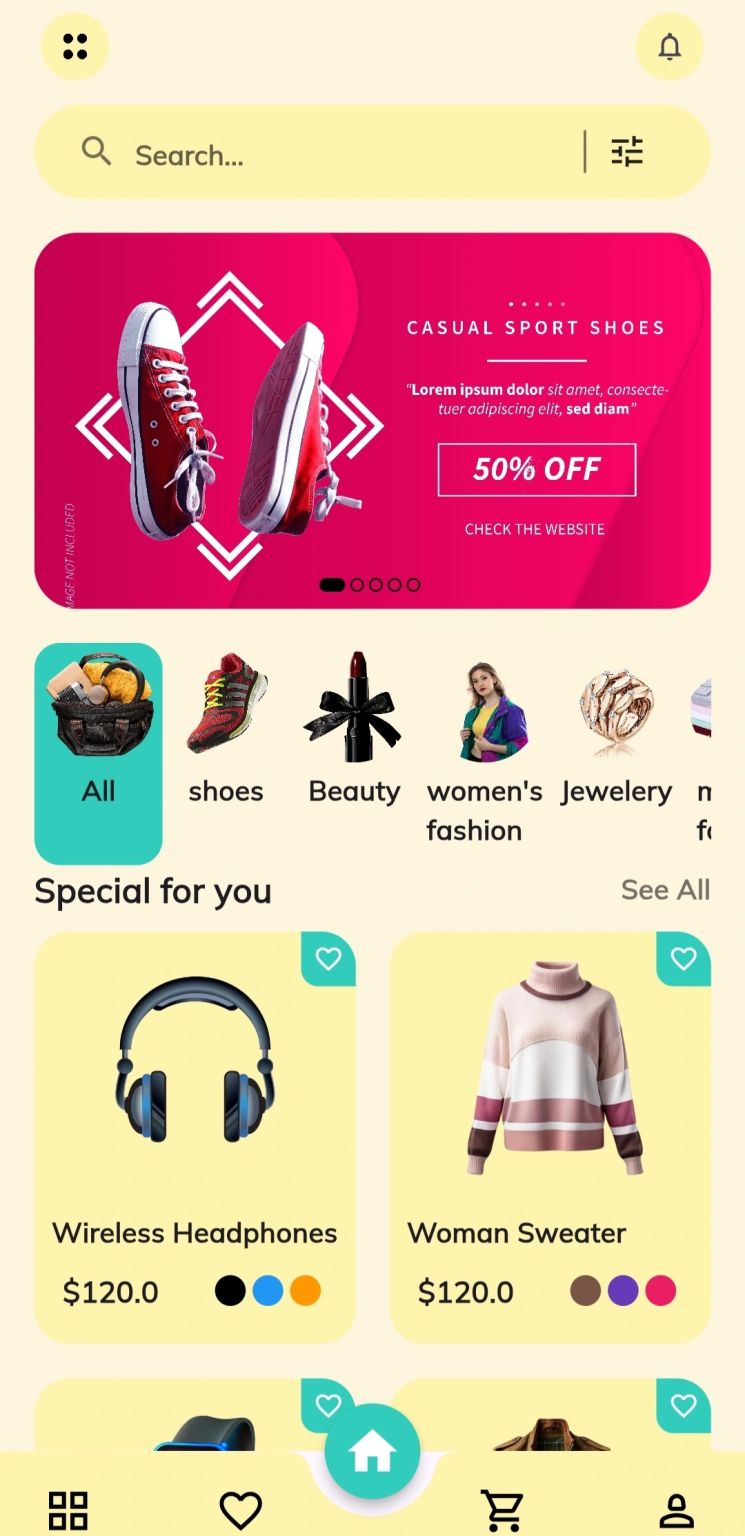 Search...
CASUAL SPORT SHOES
"Lorem ipsum dolor sit amet, consecte-
tuer adipiscing elit, sed diam"
50% OFF
CHECK THE WEBSITE
IMAGE NOT INCLUDED
All
shoes
Beauty
women's
fashion
Jewelery
Special for you
See All
Wireless Headphones
Woman Sweater
$120.0
$120.0